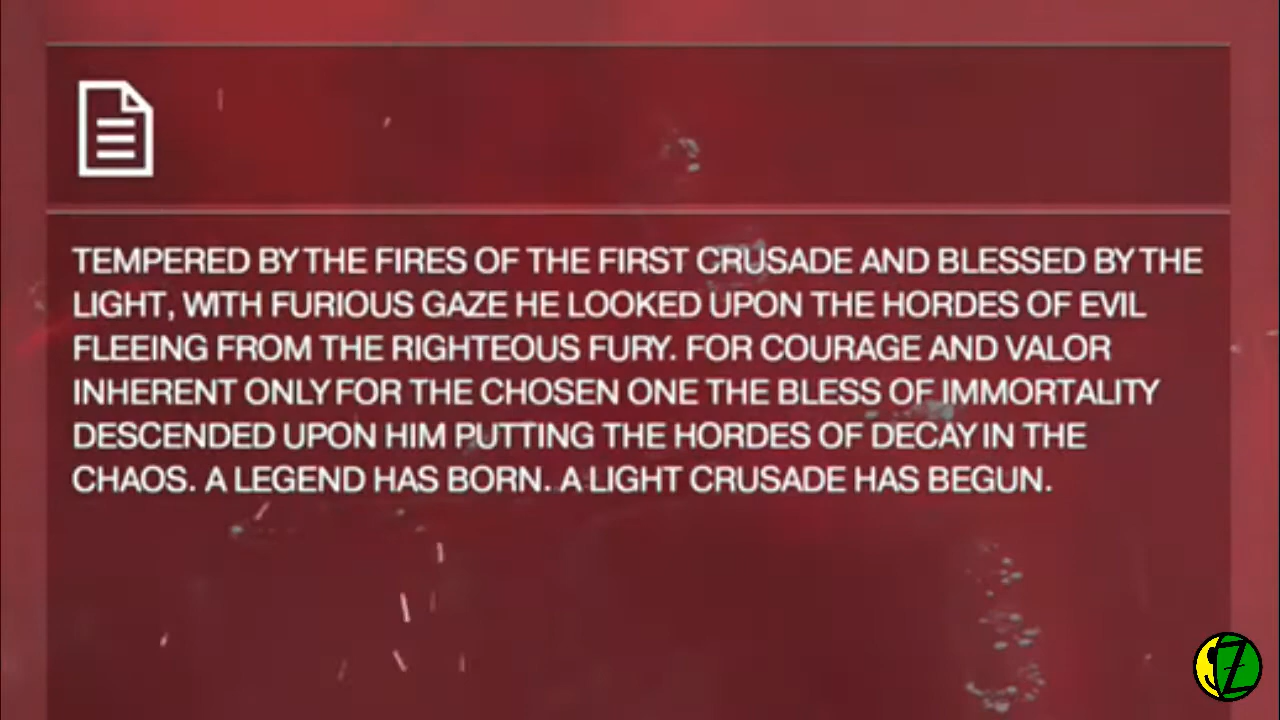 TEMPERED BY THE FIRES OF THE FIRST CRUSADE AND BLESSED BY THE
LIGHT, WITH FURIOUS GAZE HE LOOKED UPON THE HORDES OF EVIL
FLEEING FROM THE RIGHTEOUS FURY. FOR COURAGE AND VALOR
INHERENT ONLY FOR THE CHOSEN ONE THE BLESS OF IMMORTALITY
DESCENDED UPON HIM PUTTING THE HORDES OF DECAY IN THE
CHAOS. A LEGEND HAS BORN. A LIGHT CRUSADE HAS BEGUN.
SZ